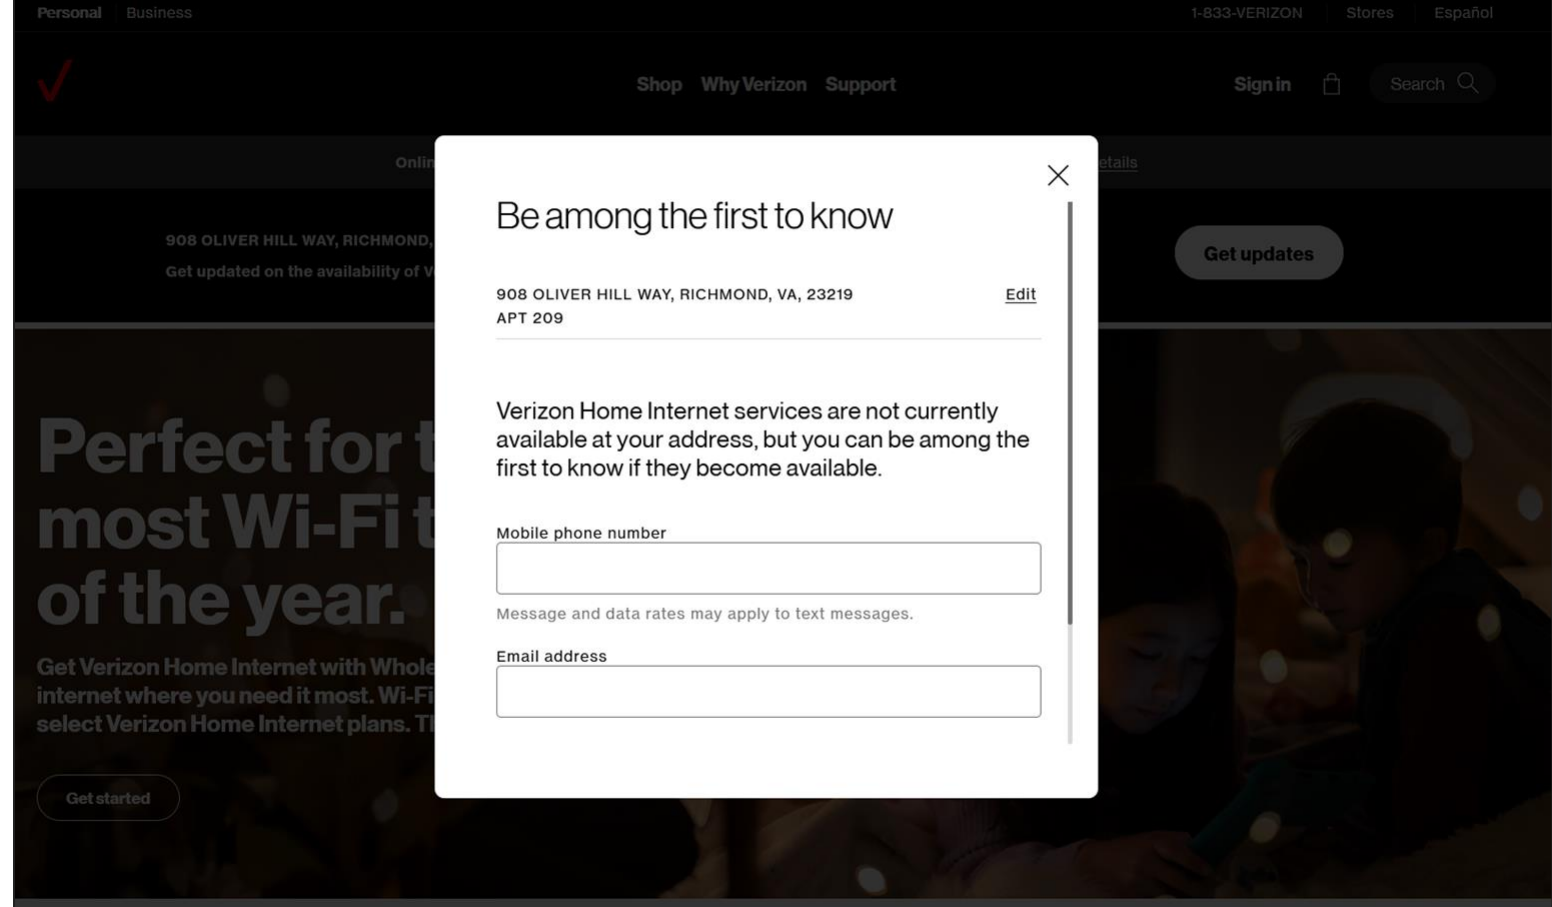 Personal Business
1-833-VERIZON Stores Español
Shop Why Verizon Support
Sign in Search
Onlin
etails
Be among the first to know
908 OLIVER HILL WAY, RICHMOND,
Get updated on the availability of V
Get updates
908 OLIVER HILL WAY, RICHMOND, VA, 23219
APT 209
Edit
Verizon Home Internet services are not currently
available at your address, but you can be among the
first to know if they become available.
Mobile phone number
Message and data rates may apply to text messages.
Email address
Perfect for t
most Wi-Fi t
of the year.
Get Verizon Home Internet with Whole
internet where you need it most. Wi-Fi
select Verizon Home Internet plans. Th
Get started